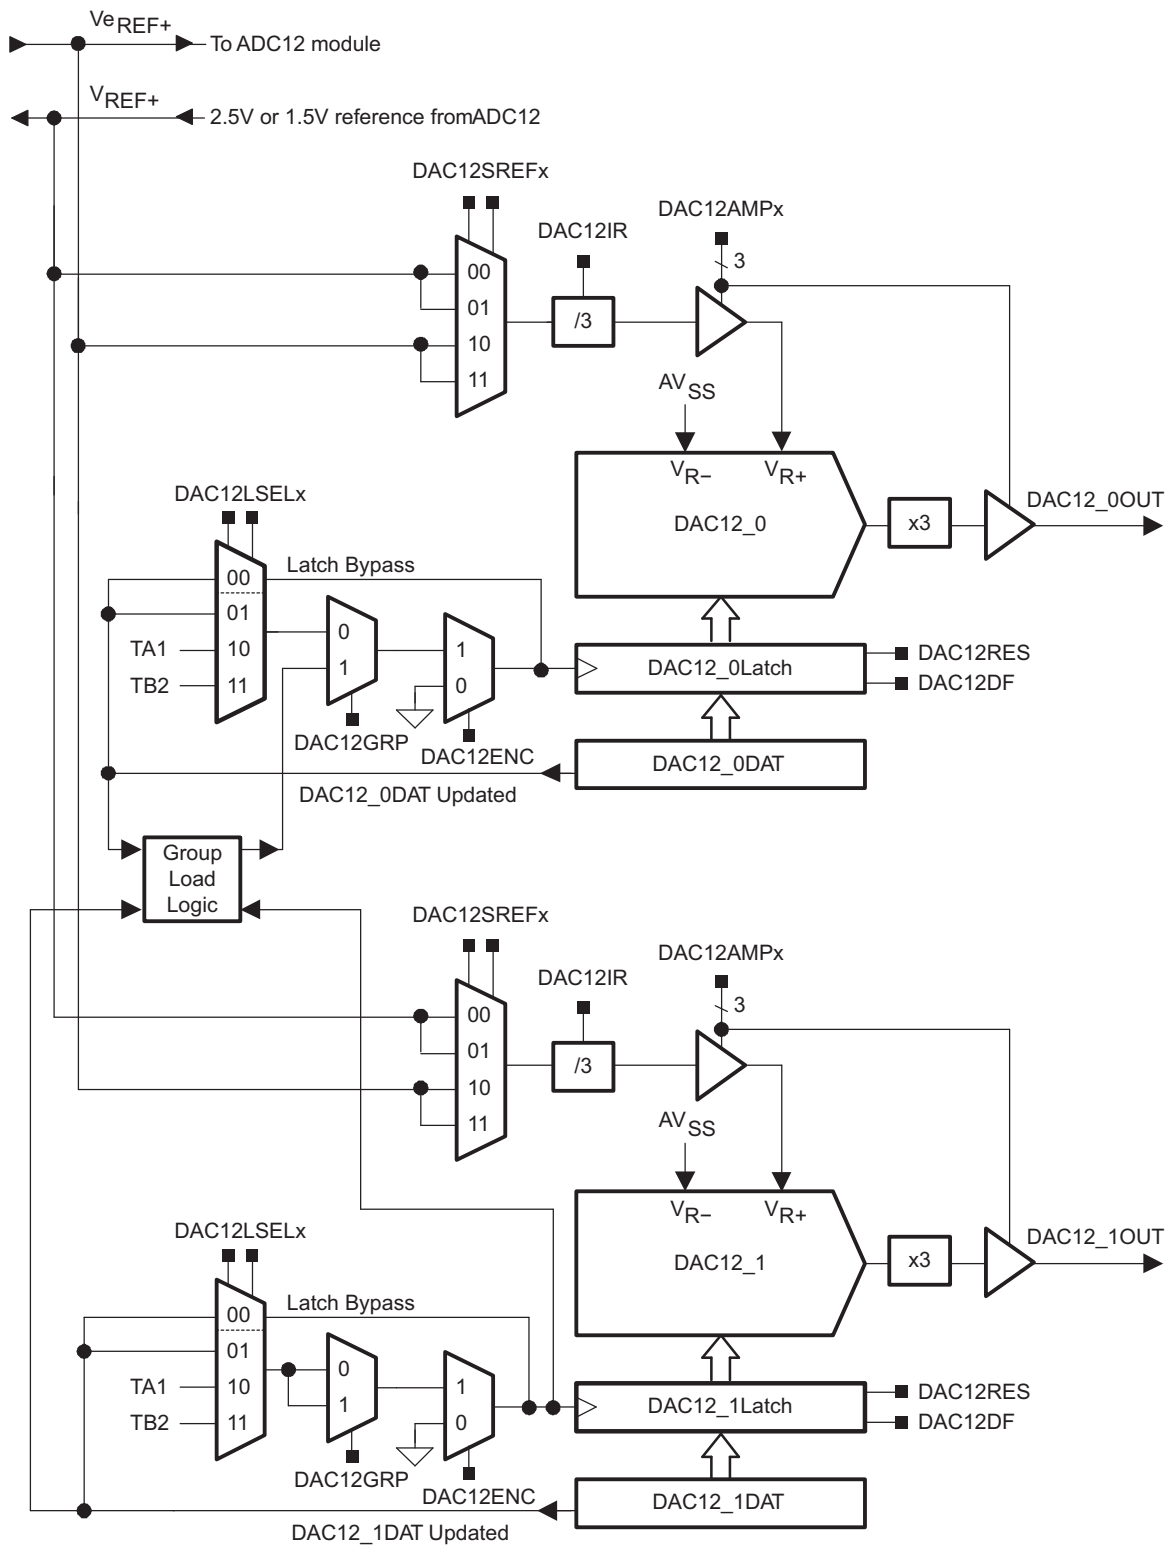 VeREF+
To ADC12 module
VREF+
2.5V or 1.5V reference fromADC12
DAC12SREFx
DAC12AMPx
DAC12IR
3
00
01
10
11
/3
AVSS
VR−
VR+
DAC12_0
x3
DAC12_0OUT
DAC12LSELx
Latch Bypass
00
01
TA1
10
TB2
11
0
1
1
0
DAC12_0Latch
DAC12RES
DAC12DF
DAC12GRP
DAC12ENC
DAC12_0DAT
DAC12_0DAT Updated
Group
Load
Logic
DAC12SREFx
DAC12AMPx
DAC12IR
3
00
01
10
11
/3
AVSS
VR−
VR+
DAC12_1
x3
DAC12_1OUT
DAC12LSELx
Latch Bypass
00
01
TA1
10
TB2
11
0
1
1
0
DAC12_1Latch
DAC12RES
DAC12DF
DAC12GRP
DAC12ENC
DAC12_1DAT
DAC12_1DAT Updated